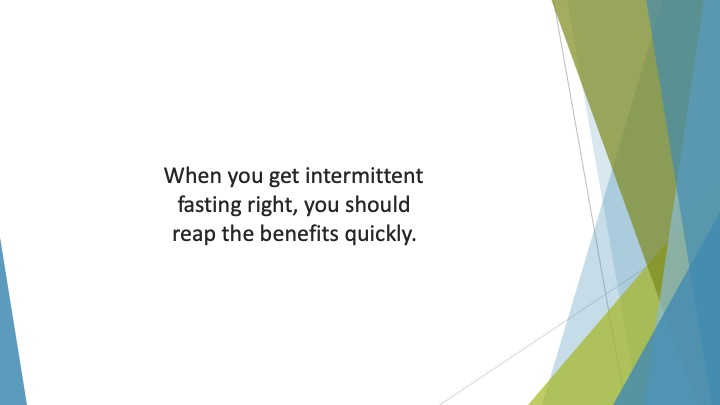 When you get intermittent
fasting right, you should
reap the benefits quickly.